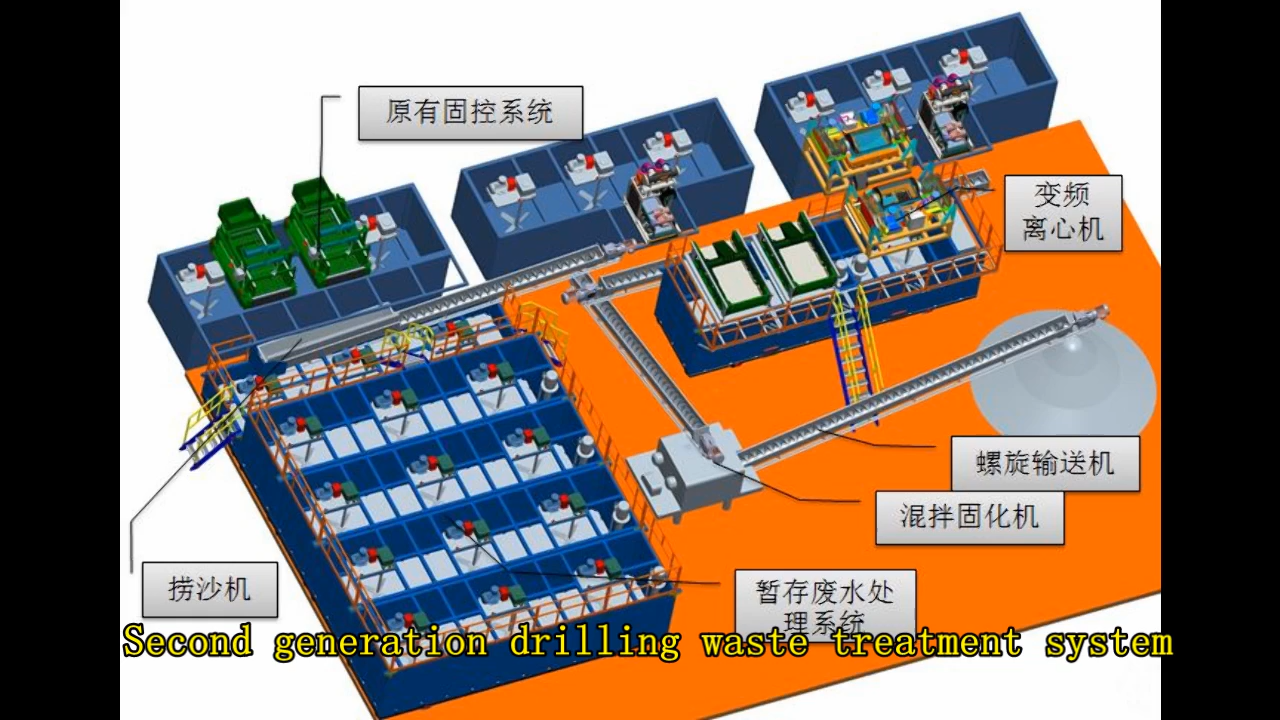 原有固控系统
变频
离心机
螺旋输送机
混拌固化机
捞沙机
暂存废水处
理系统
Second generation drilling waste treatment system